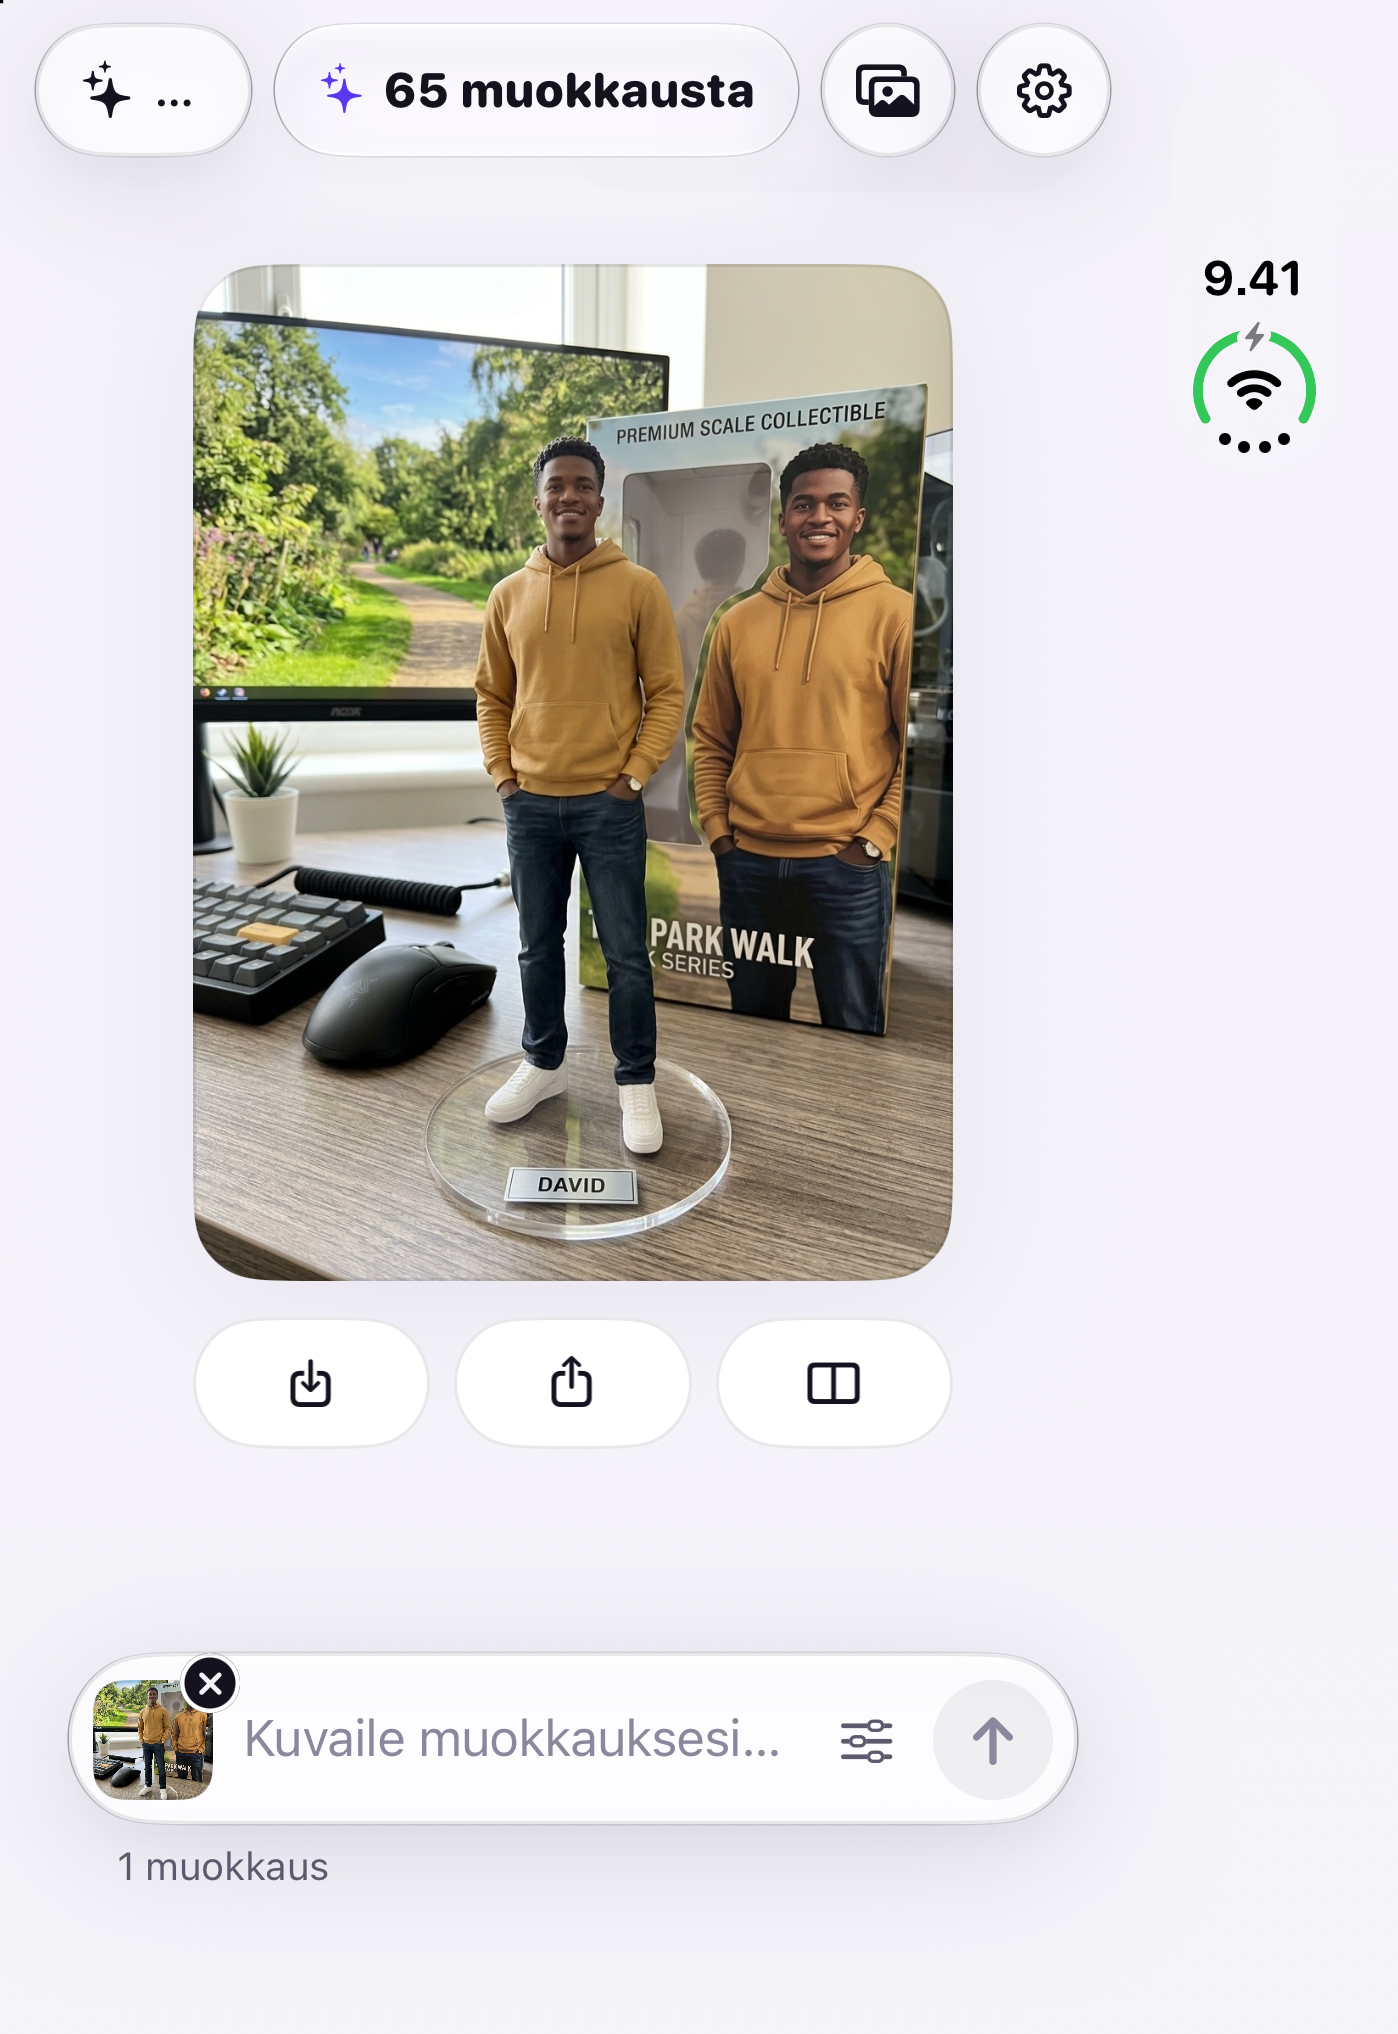 ...
65 muokkausta
9.41
PREMIUM SCALE COLLECTIBLE
PARK WALK
SERIES
DAVID
Kuvaile muokkauksesi...
1 muokkaus